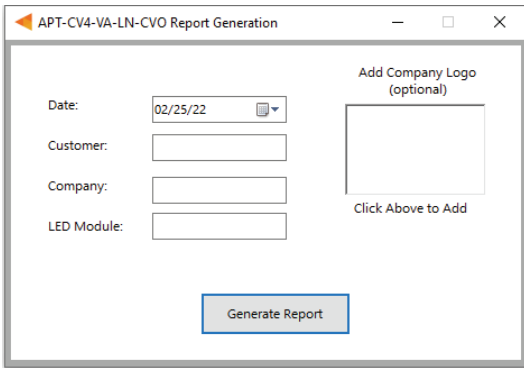 APT-CV4-VA-LN-CVO Report Generation
Add Company Logo
(optional)
Date:
02/25/22
Customer:
Company:
Click Above to Add
LED Module:
Generate Report